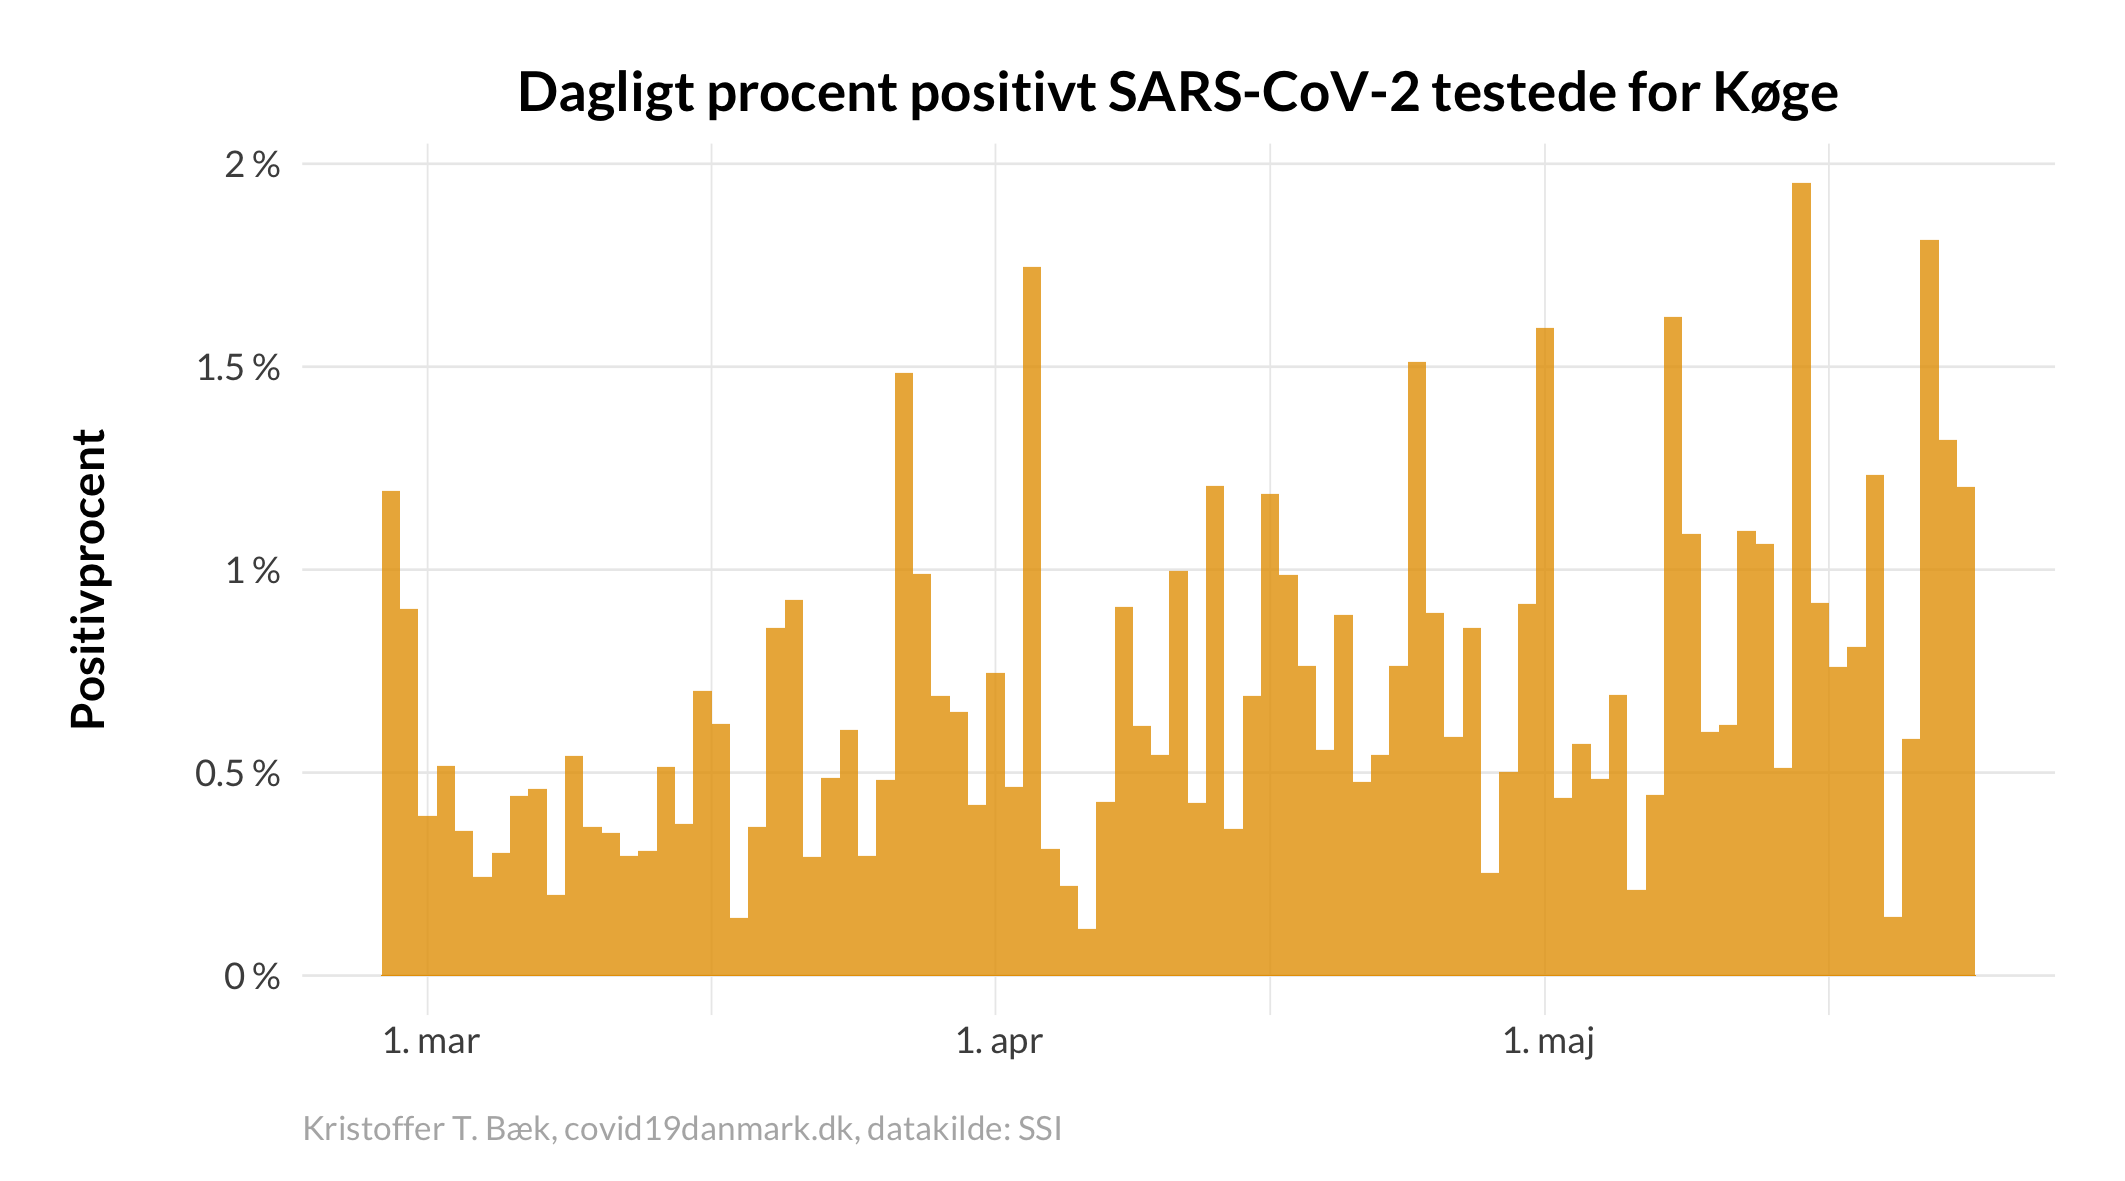 Dagligt procent positivt SARS-CoV-2 testede for Køge
Positivprocent
2 %
1.5 %
1 %
0.5 %
0 %
1. mar
1. apr
1. maj
Kristoffer T. Bæk, covid19danmark.dk, datakilde: SSI